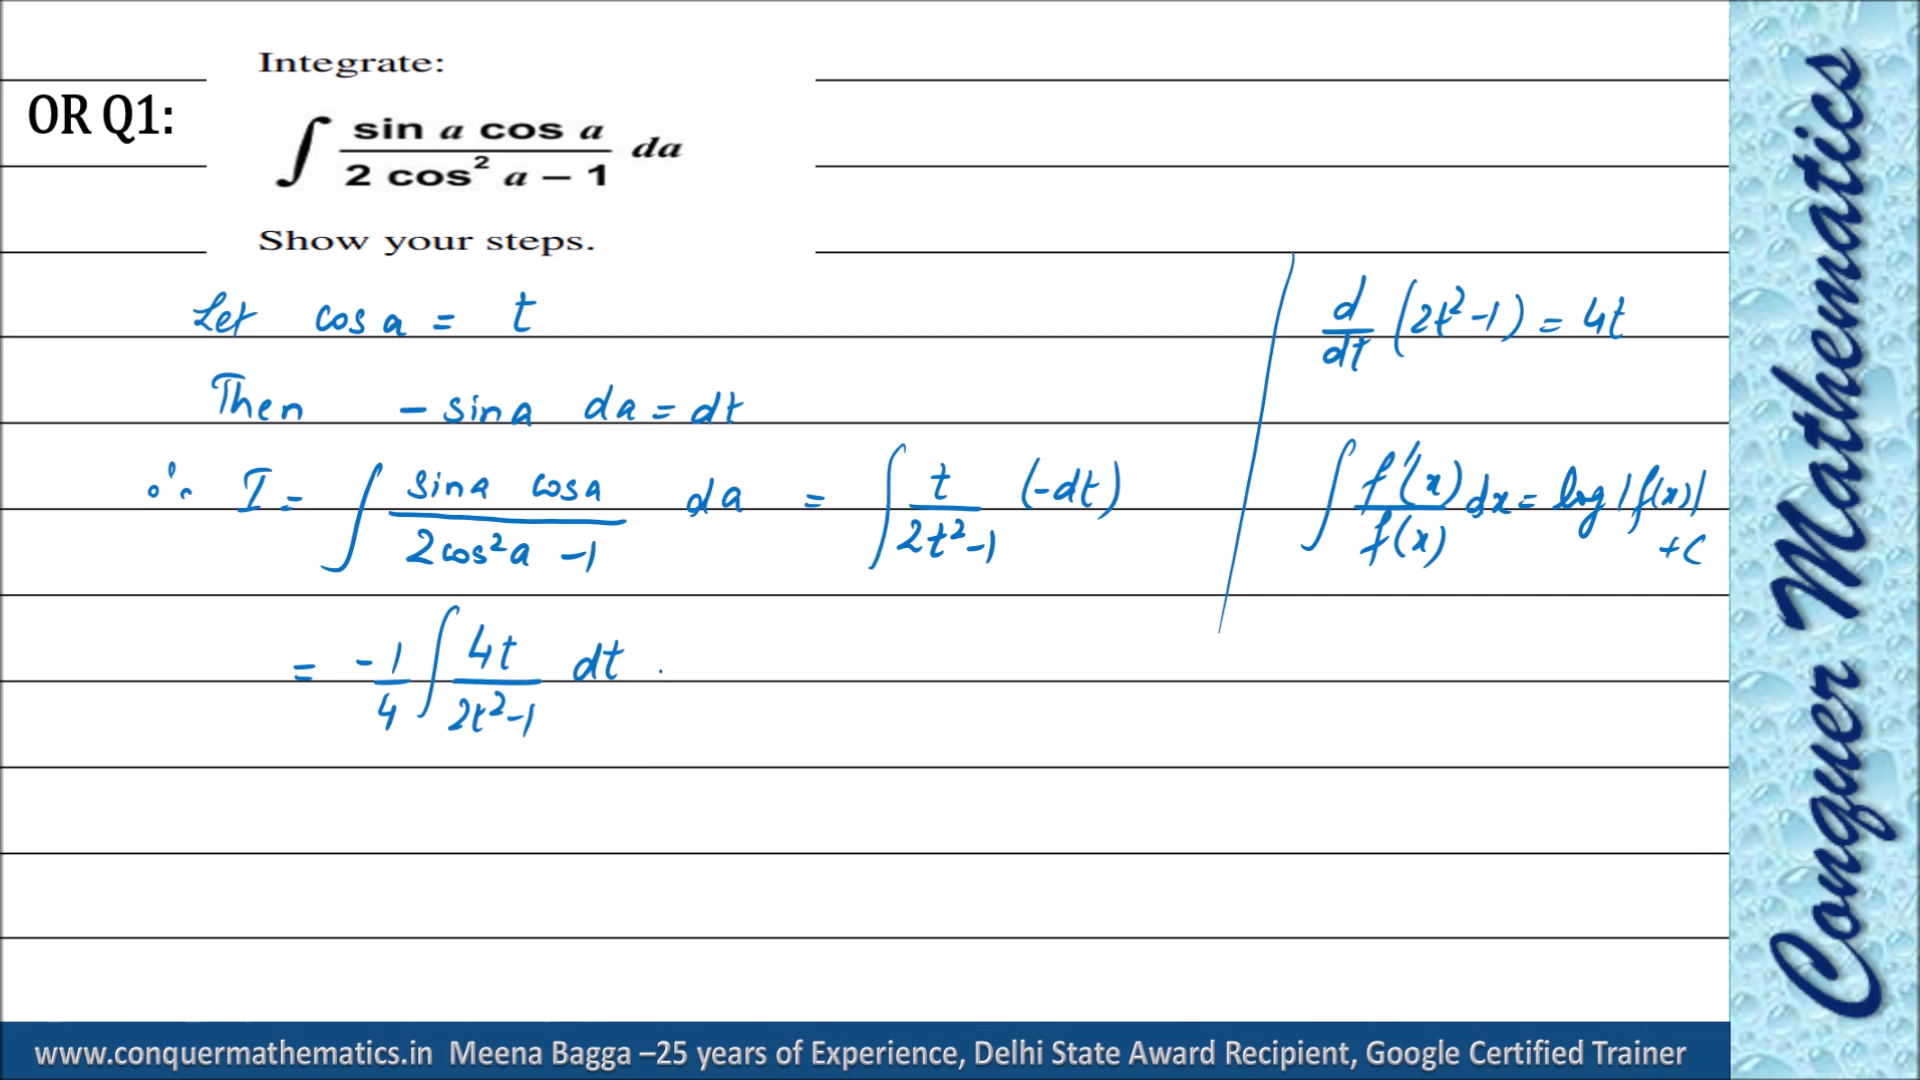 Integrate:
OR Q1:
∫ sin a cos a / 2 cos² a − 1 da
Show your steps.
Let cos a = t
Then − sin a da = dt
∴ I = ∫ sin a cos a / 2 cos² a − 1 da = ∫ t / 2t² − 1 (−dt)
= −1/4 ∫ 4t / 2t² − 1 dt
d/dt (2t² − 1) = 4t
∫ f'(x) / f(x) dx = log |f(x)|
+ C
Conquer Mathematics
www.conquermathematics.in Meena Bagga –25 years of Experience, Delhi State Award Recipient, Google Certified Trainer